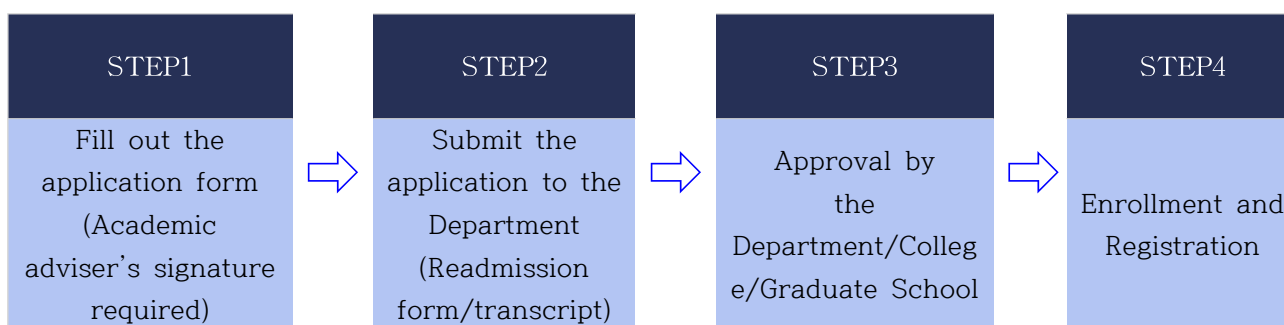 STEP1
Fill out the
application form
(Academic
adviser's signature
required)
STEP2
Submit the
application to the
Department
(Readmission
form/transcript)
STEP3
Approval by
the
Department/Colleg
e/Graduate School
STEP4
Enrollment and
Registration